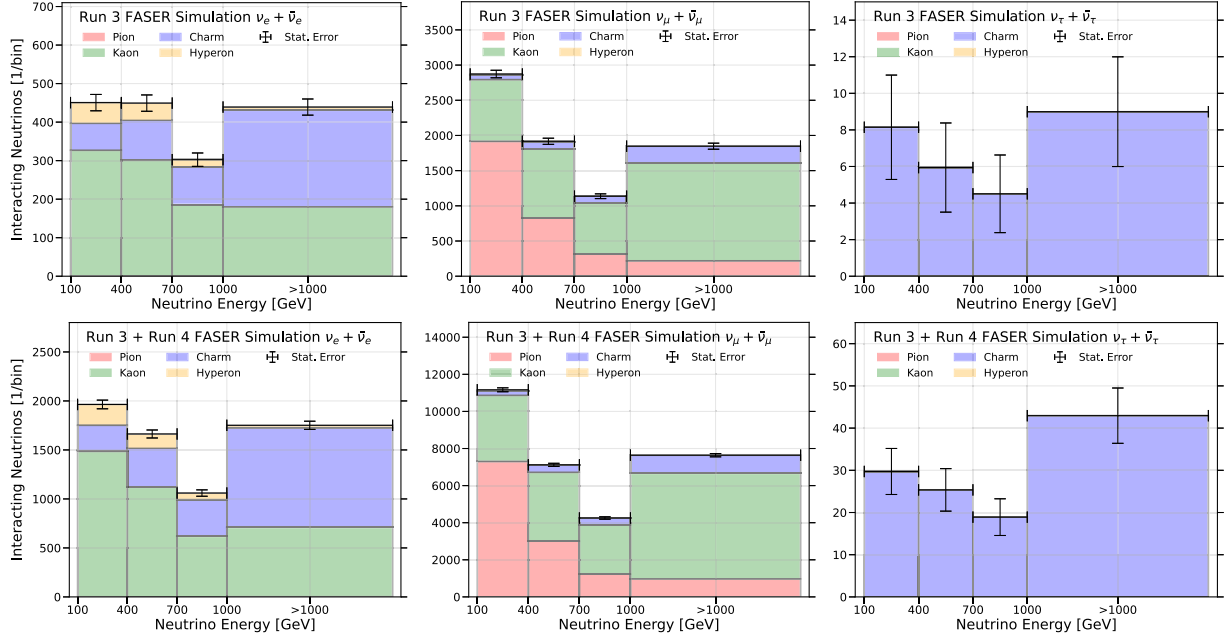 Run 3 FASER Simulation νe + ν̄e
Pion Charm Stat. Error
Kaon Hyperon
Interacting Neutrinos [1/bin]
700
600
500
400
300
200
100
0
100 400 700 1000 >1000
Neutrino Energy [GeV]
Run 3 FASER Simulation νμ + ν̄μ
Pion Charm Stat. Error
Kaon Hyperon
3500
3000
2500
2000
1500
1000
500
0
100 400 700 1000 >1000
Neutrino Energy [GeV]
Run 3 FASER Simulation ντ + ν̄τ
Pion Charm Stat. Error
Kaon Hyperon
14
12
10
8
6
4
2
0
100 400 700 1000 >1000
Neutrino Energy [GeV]
Run 3 + Run 4 FASER Simulation νe + ν̄e
Pion Charm Stat. Error
Kaon Hyperon
Interacting Neutrinos [1/bin]
2500
2000
1500
1000
500
0
100 400 700 1000 >1000
Neutrino Energy [GeV]
Run 3 + Run 4 FASER Simulation νμ + ν̄μ
Pion Charm Stat. Error
Kaon Hyperon
14000
12000
10000
8000
6000
4000
2000
0
100 400 700 1000 >1000
Neutrino Energy [GeV]
Run 3 + Run 4 FASER Simulation ντ + ν̄τ
Pion Charm Stat. Error
Kaon Hyperon
60
50
40
30
20
10
0
100 400 700 1000 >1000
Neutrino Energy [GeV]